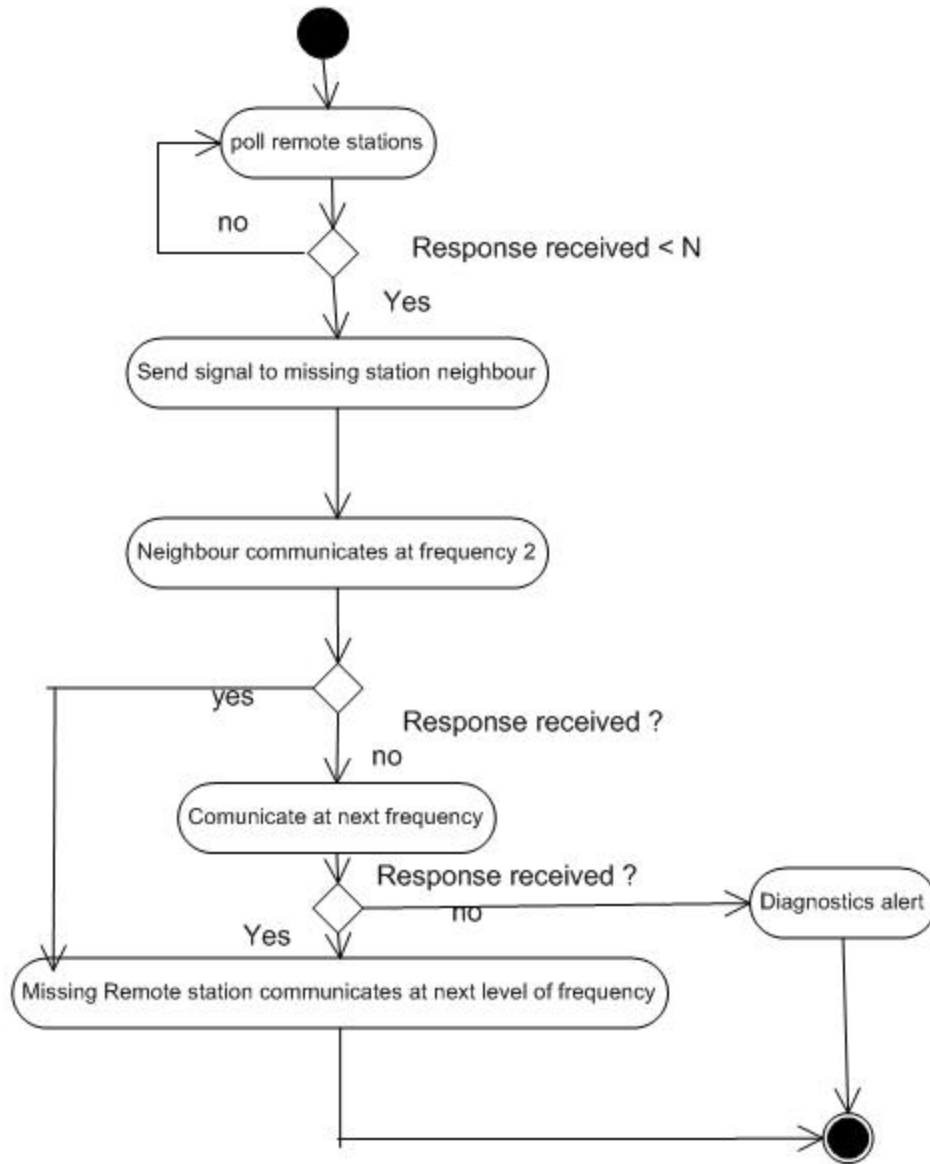 poll remote stations
no
Response received < N
Yes
Send signal to missing station neighbour
Neighbour communicates at frequency 2
yes
Response received ?
no
Comunicate at next frequency
Response received ?
no
Diagnostics alert
Yes
Missing Remote station communicates at next level of frequency